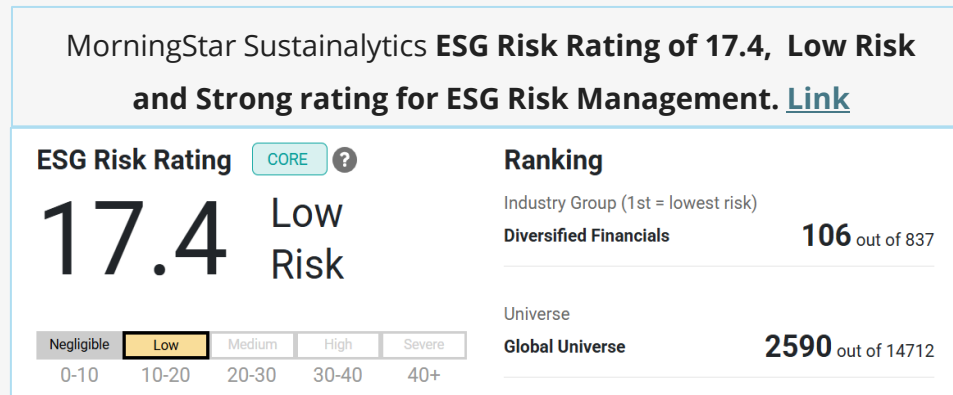 MorningStar Sustainalytics ESG Risk Rating of 17.4, Low Risk
and Strong rating for ESG Risk Management. Link
ESG Risk Rating CORE ?
17.4 Low
Risk
Negligible Low Medium High Severe
0-10 10-20 20-30 30-40 40+
Ranking
Industry Group (1st = lowest risk)
Diversified Financials 106 out of 837
Universe
Global Universe 2590 out of 14712